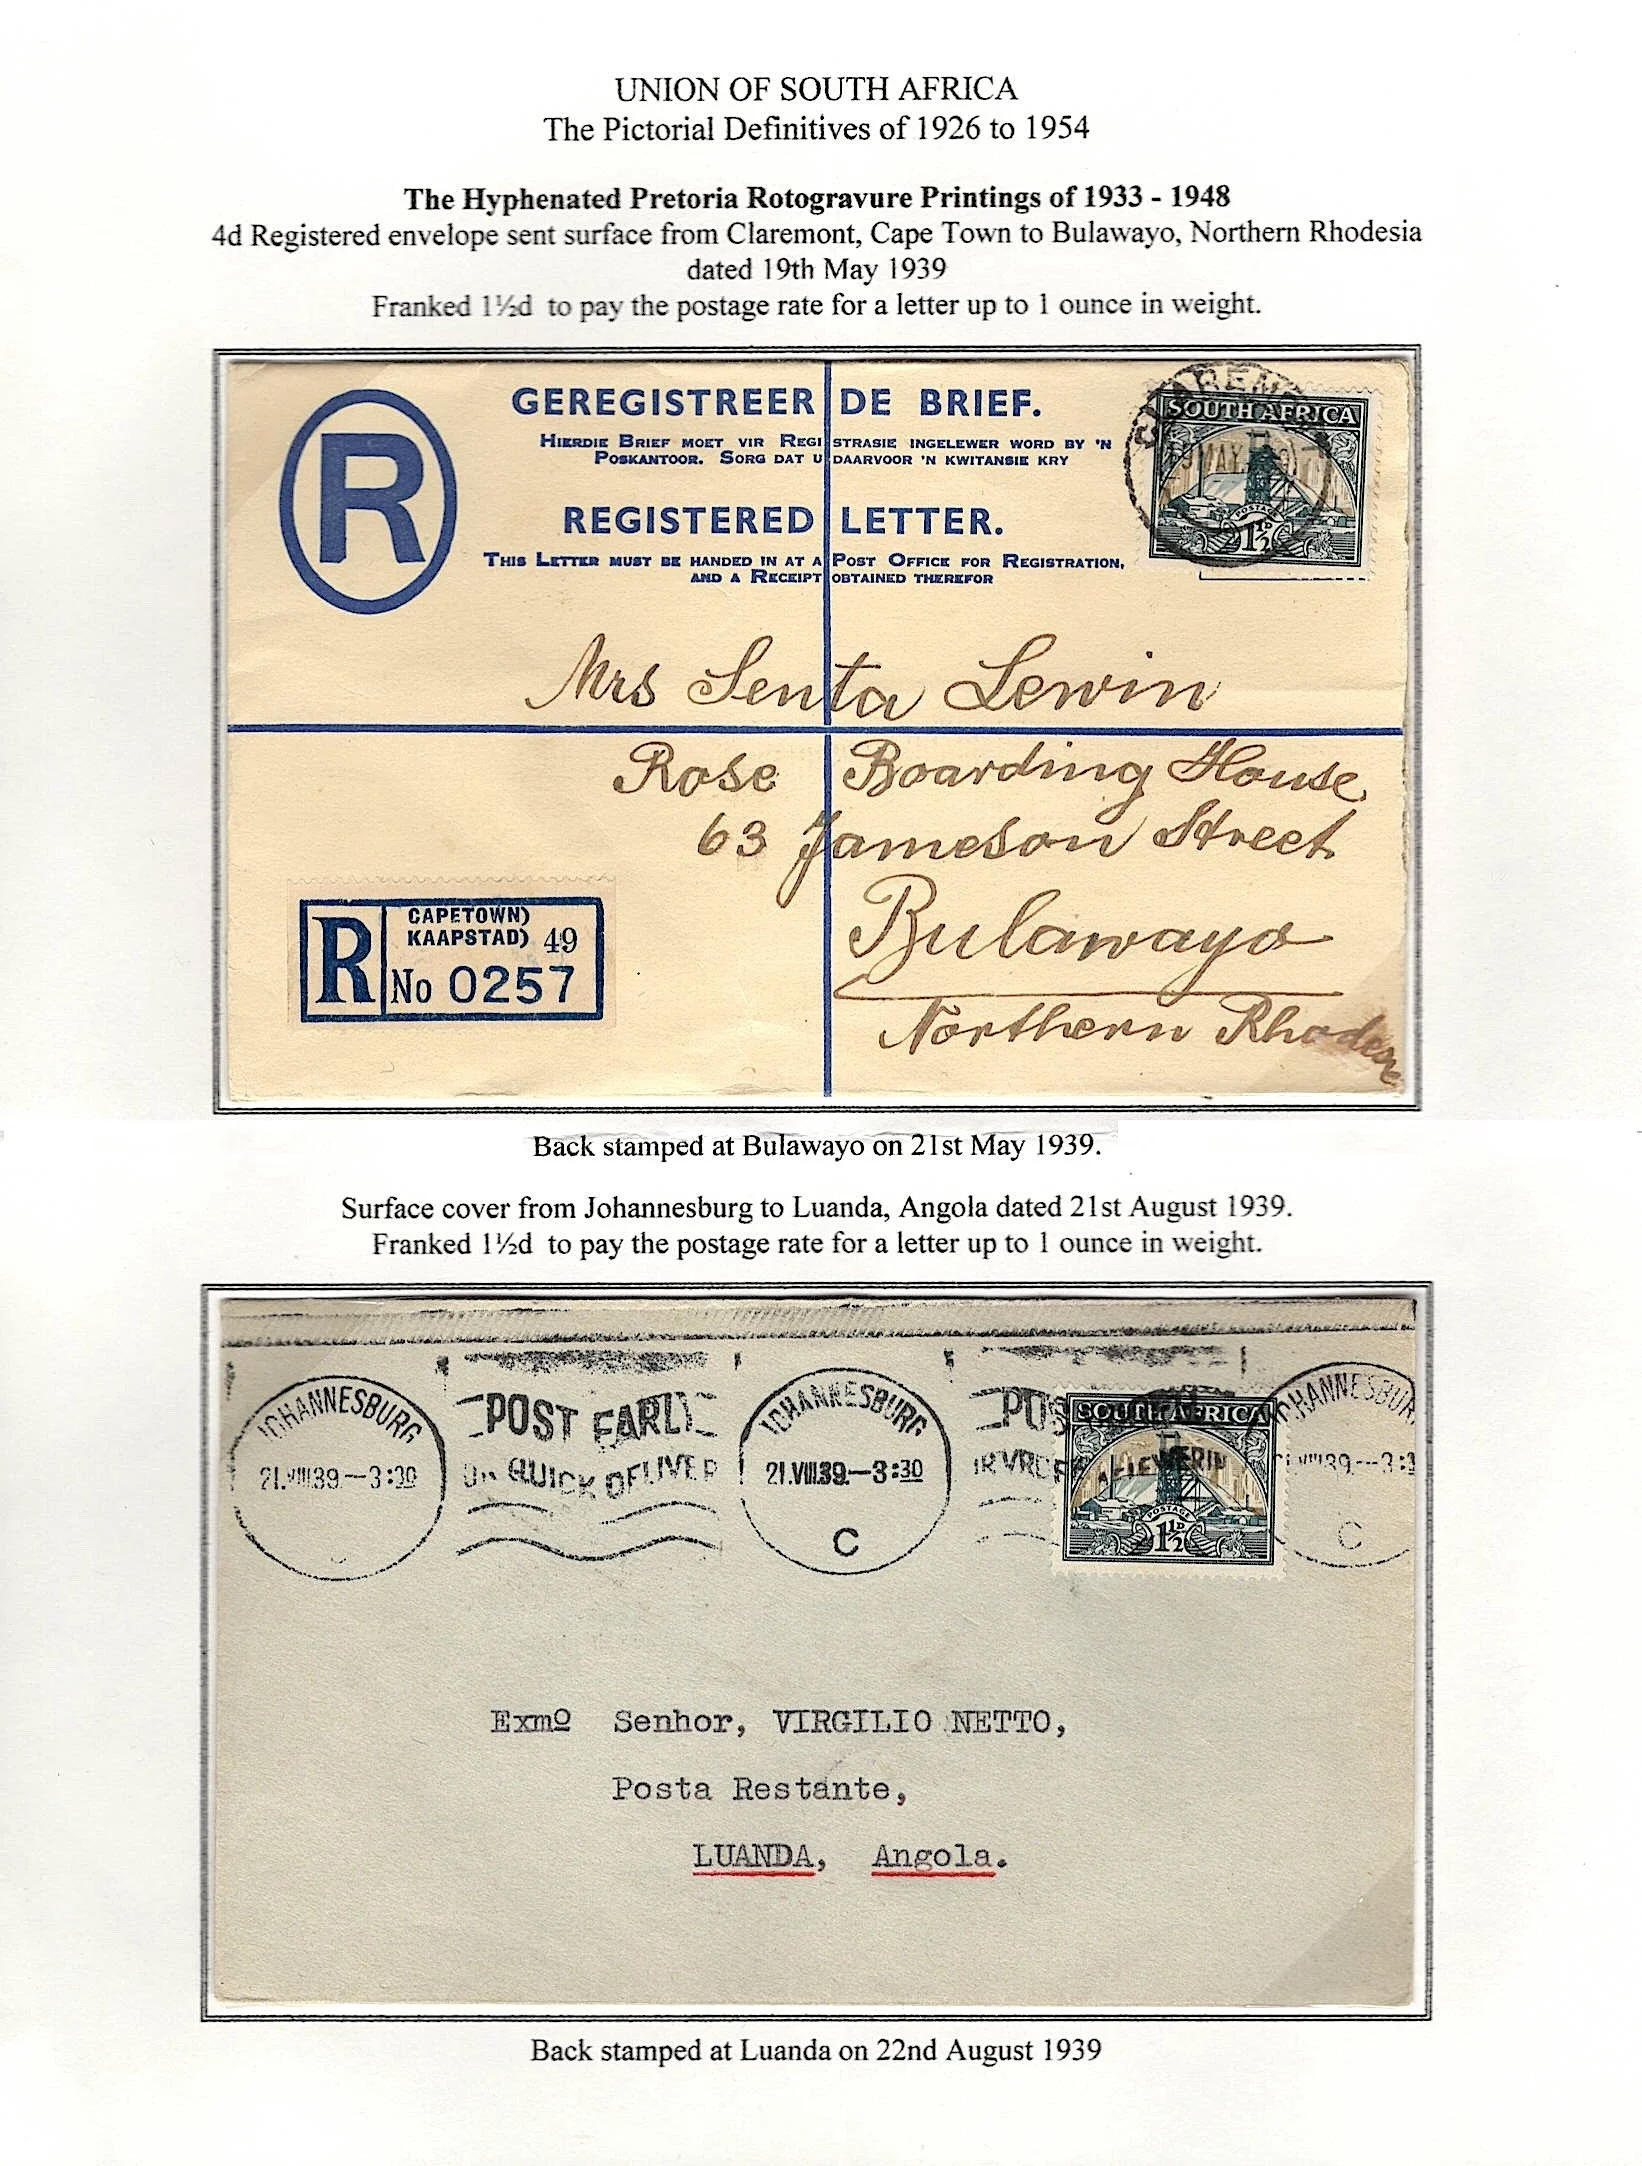 UNION OF SOUTH AFRICA
The Pictorial Definitives of 1926 to 1954
The Hyphenated Pretoria Rotogravure Printings of 1933 - 1948
4d Registered envelope sent surface from Claremont, Cape Town to Bulawayo, Northern Rhodesia
dated 19th May 1939
Franked 1½d to pay the postage rate for a letter up to 1 ounce in weight.
R
GEREGISTREERDE BRIEF.
HIERDIE BRIEF MOET VIR REGISTRASIE INGELEWER WORD BY 'N
POSKANTOOR. SORG DAT U DAARVOOR 'N KWITANSIE KRY
REGISTERED LETTER.
THIS LETTER MUST BE HANDED IN AT A POST OFFICE FOR REGISTRATION,
AND A RECEIPT OBTAINED THEREFOR
SOUTH AFRICA
POSTAGE
1½D
Mrs Senta Lewin
Rose Boarding House
63 Jameson Street
Bulawayo
Northern
R
CAPETOWN)
KAAPSTAD) 49
No 0257
Back stamped at Bulawayo on 21st May 1939.
Surface cover from Johannesburg to Luanda, Angola dated 21st August 1939.
Franked 1½d to pay the postage rate for a letter up to 1 ounce in weight.
JOHANNESBURG
21.VIII.39.-3:30
POST EARLY
QUICK DELIVER
JOHANNESBURG
21.VIII.39.-3:30
C
SOUTH AFRICA
POSTAGE
1½D
C
Exmº Senhor, VIRGILIO NETTO,
Posta Restante,
LUANDA, Angola.
Back stamped at Luanda on 22nd August 1939